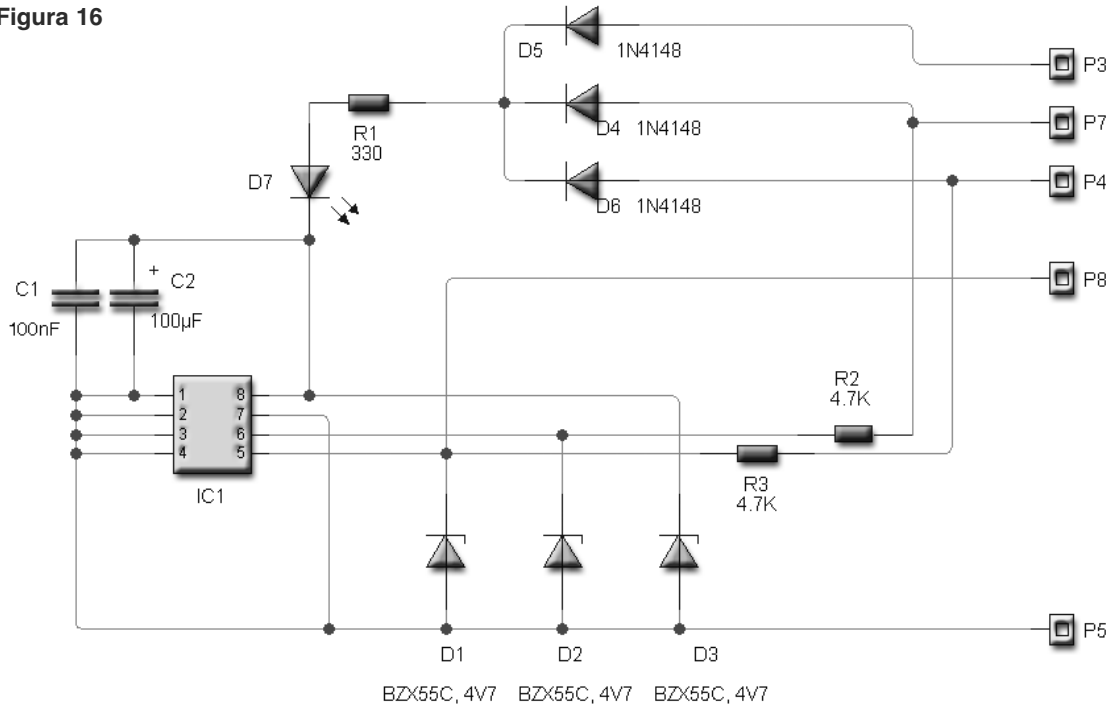 Figura 16
D5
1N4148
P3
R1
330
D4 1N4148
P7
D7
D6 1N4148
P4
C1
100nF
+
C2
100µF
P8
1
2
3
4
8
7
6
5
IC1
R2
4.7K
R3
4.7K
P5
D1
D2
D3
BZX55C, 4V7
BZX55C, 4V7
BZX55C, 4V7